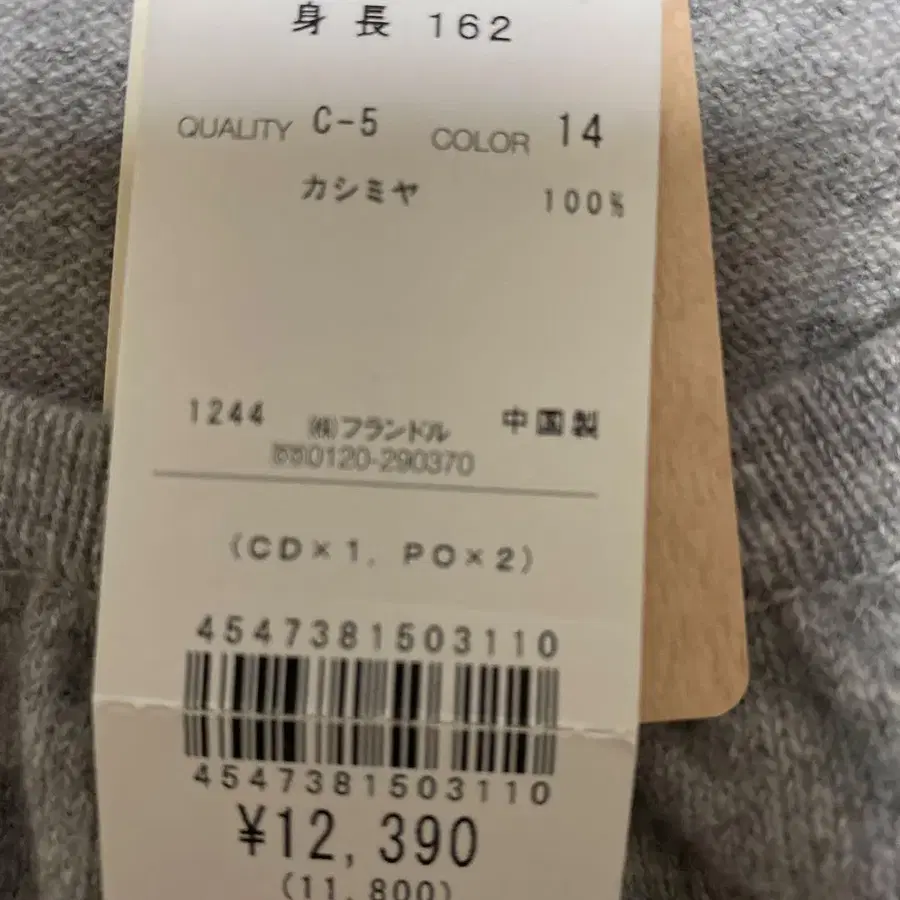 身長 162
QUALITY C-5 COLOR 14
カシミヤ 100%
1244 ㈱フランドル 中国製
0120-290370
(CD×1, PO×2)
4547381503110
4547381503110
¥12,390
(11,800)